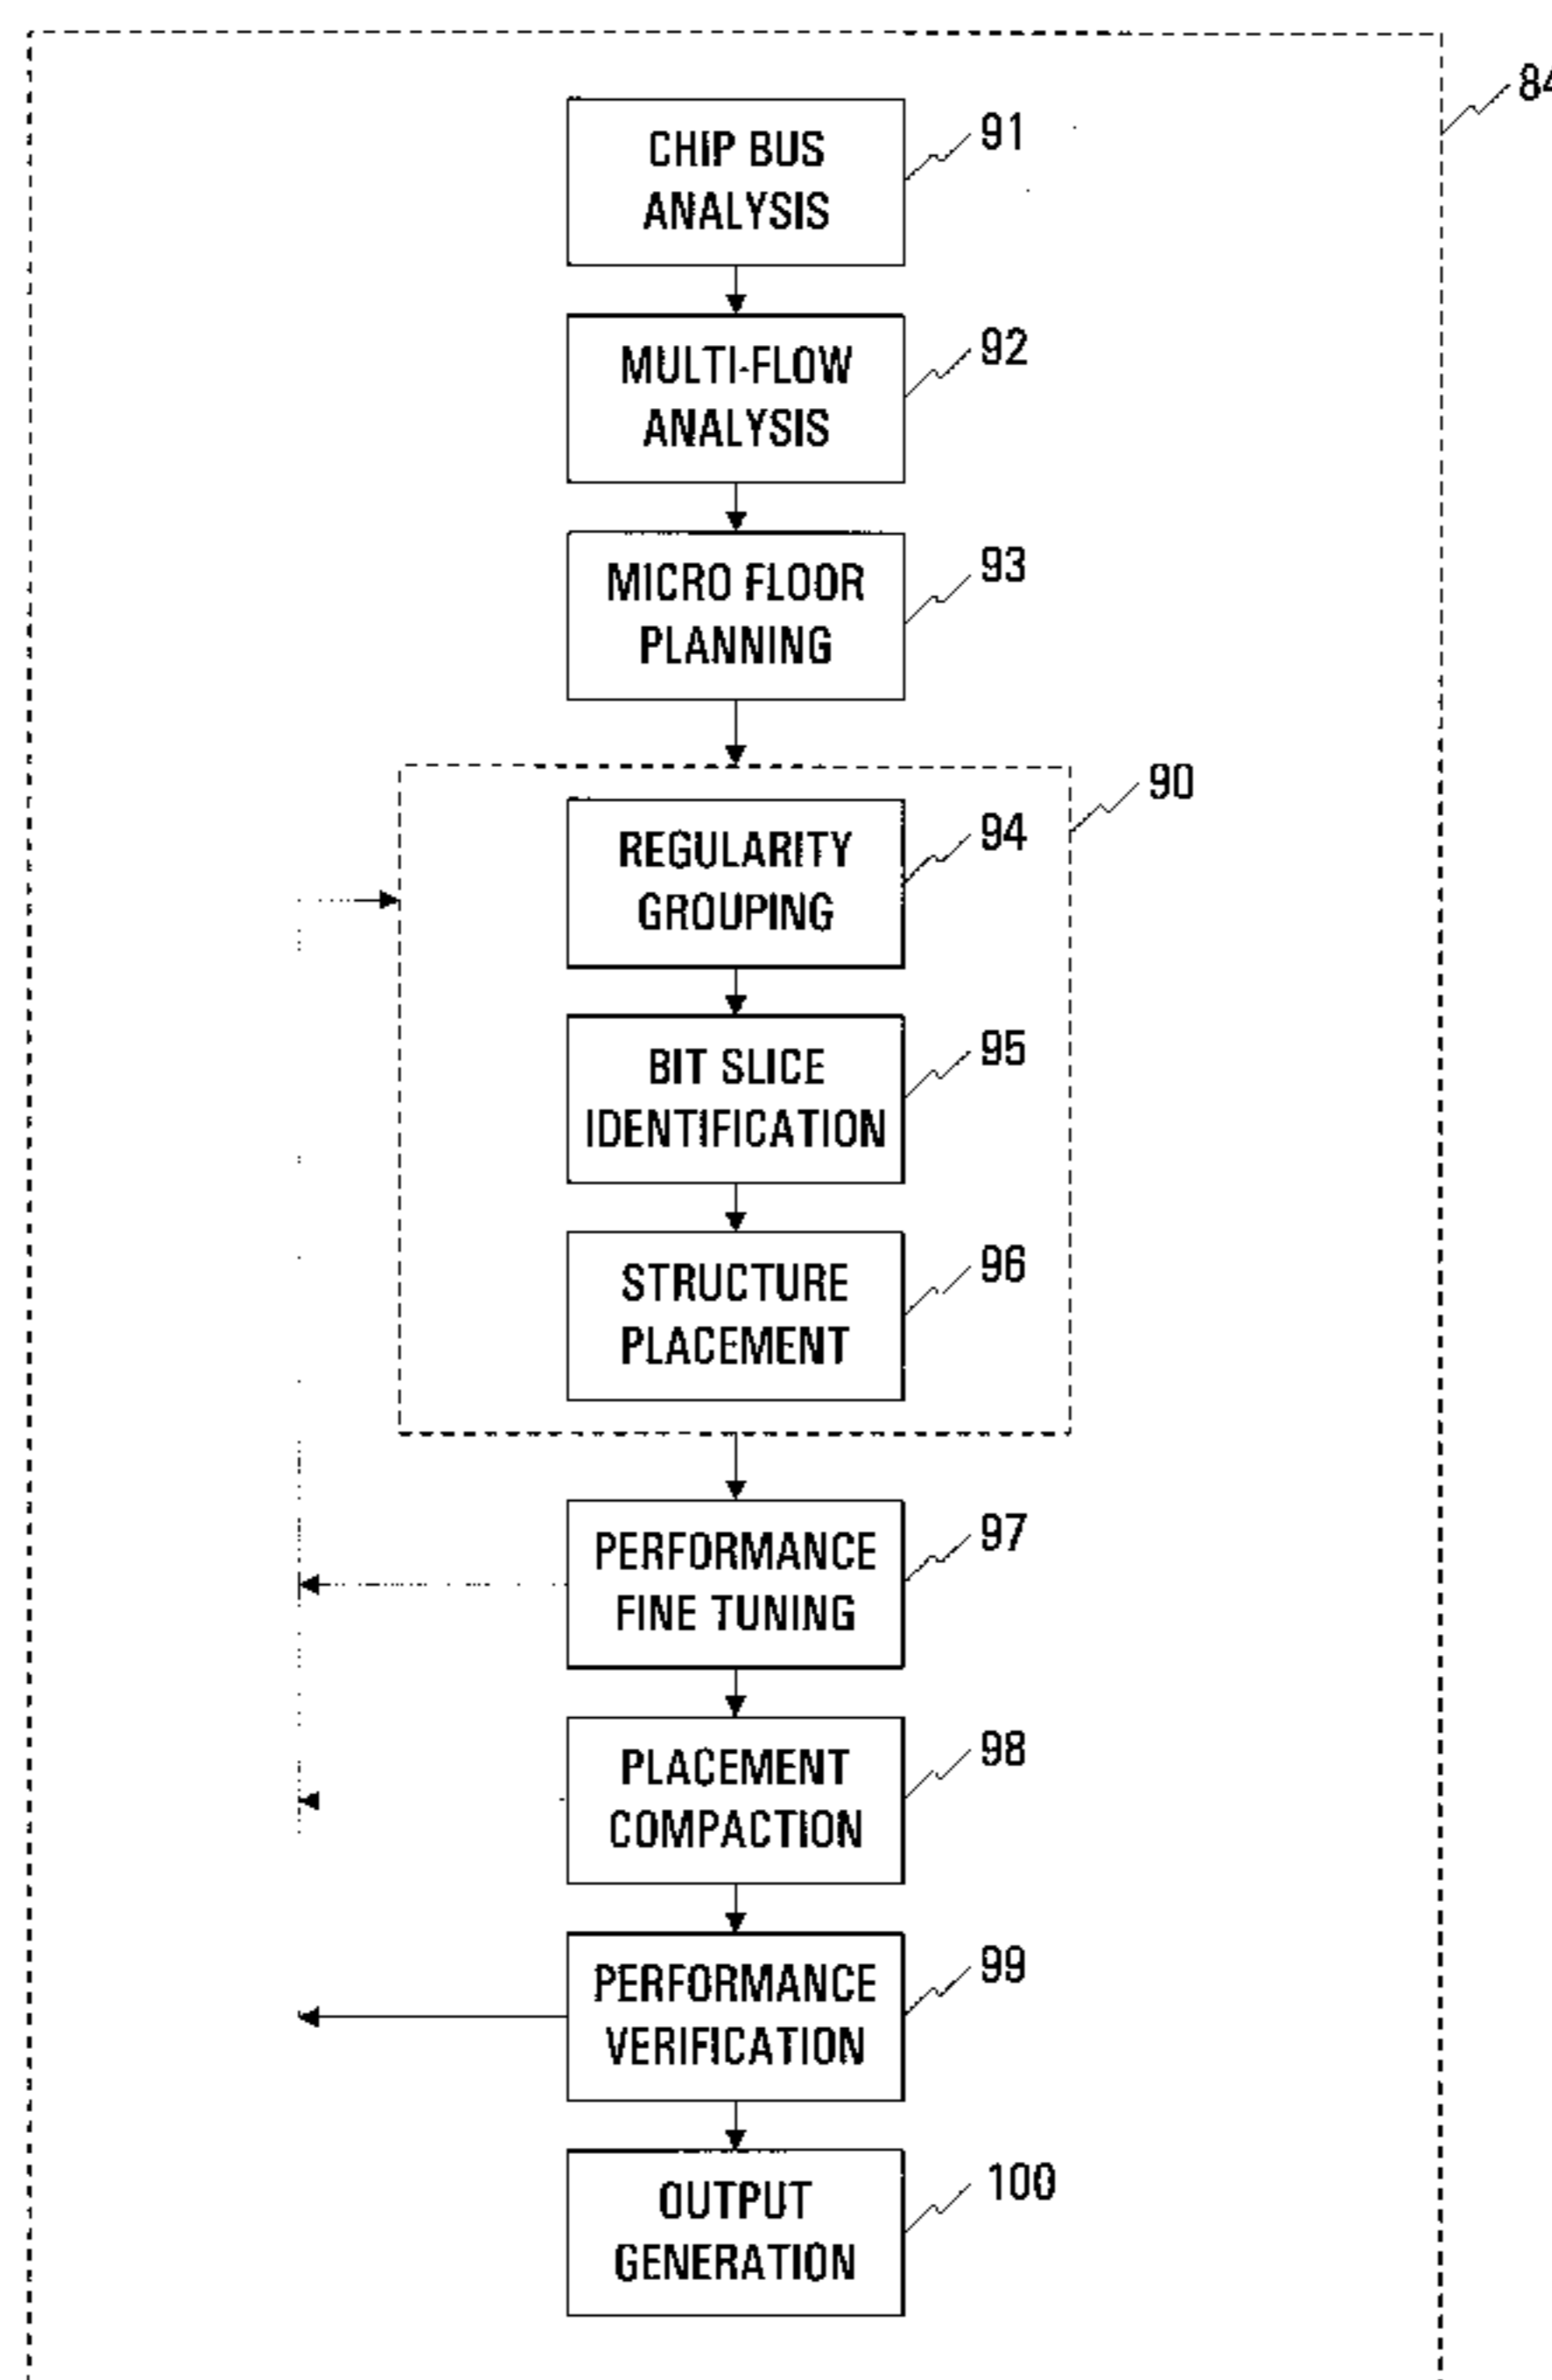 84
CHIP BUS
ANALYSIS
91
MULTI-FLOW
ANALYSIS
92
MICRO FLOOR
PLANNING
93
90
REGULARITY
GROUPING
94
BIT SLICE
IDENTIFICATION
95
STRUCTURE
PLACEMENT
96
PERFORMANCE
FINE TUNING
97
PLACEMENT
COMPACTION
98
PERFORMANCE
VERIFICATION
99
OUTPUT
GENERATION
100